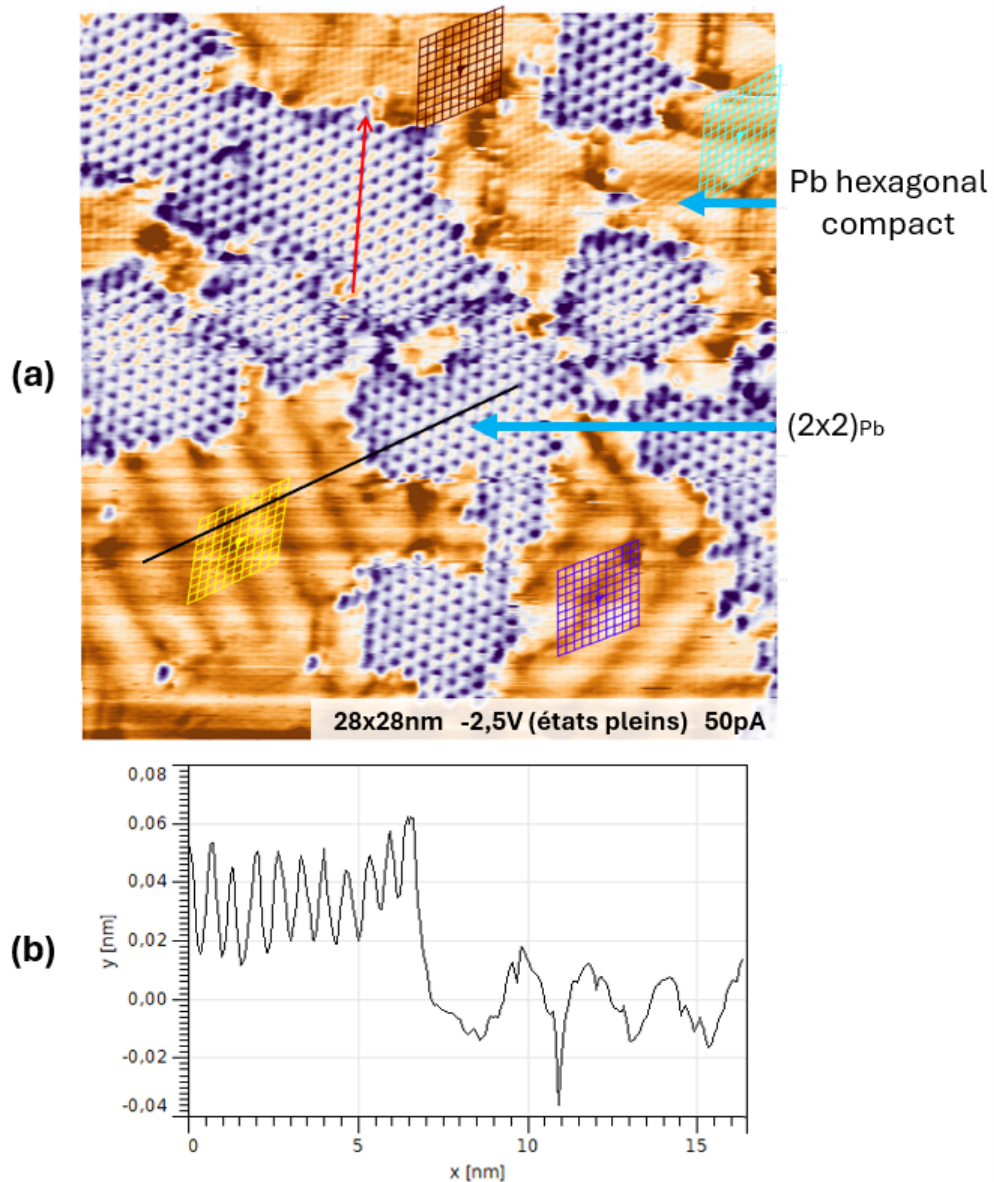 Pb hexagonal
compact
(a)
(2x2)Pb
28x28nm -2,5V (états pleins) 50pA
(b)
0,08
0,06
0,04
0,02
0,00
-0,02
-0,04
y [nm]
0 5 10 15
x [nm]